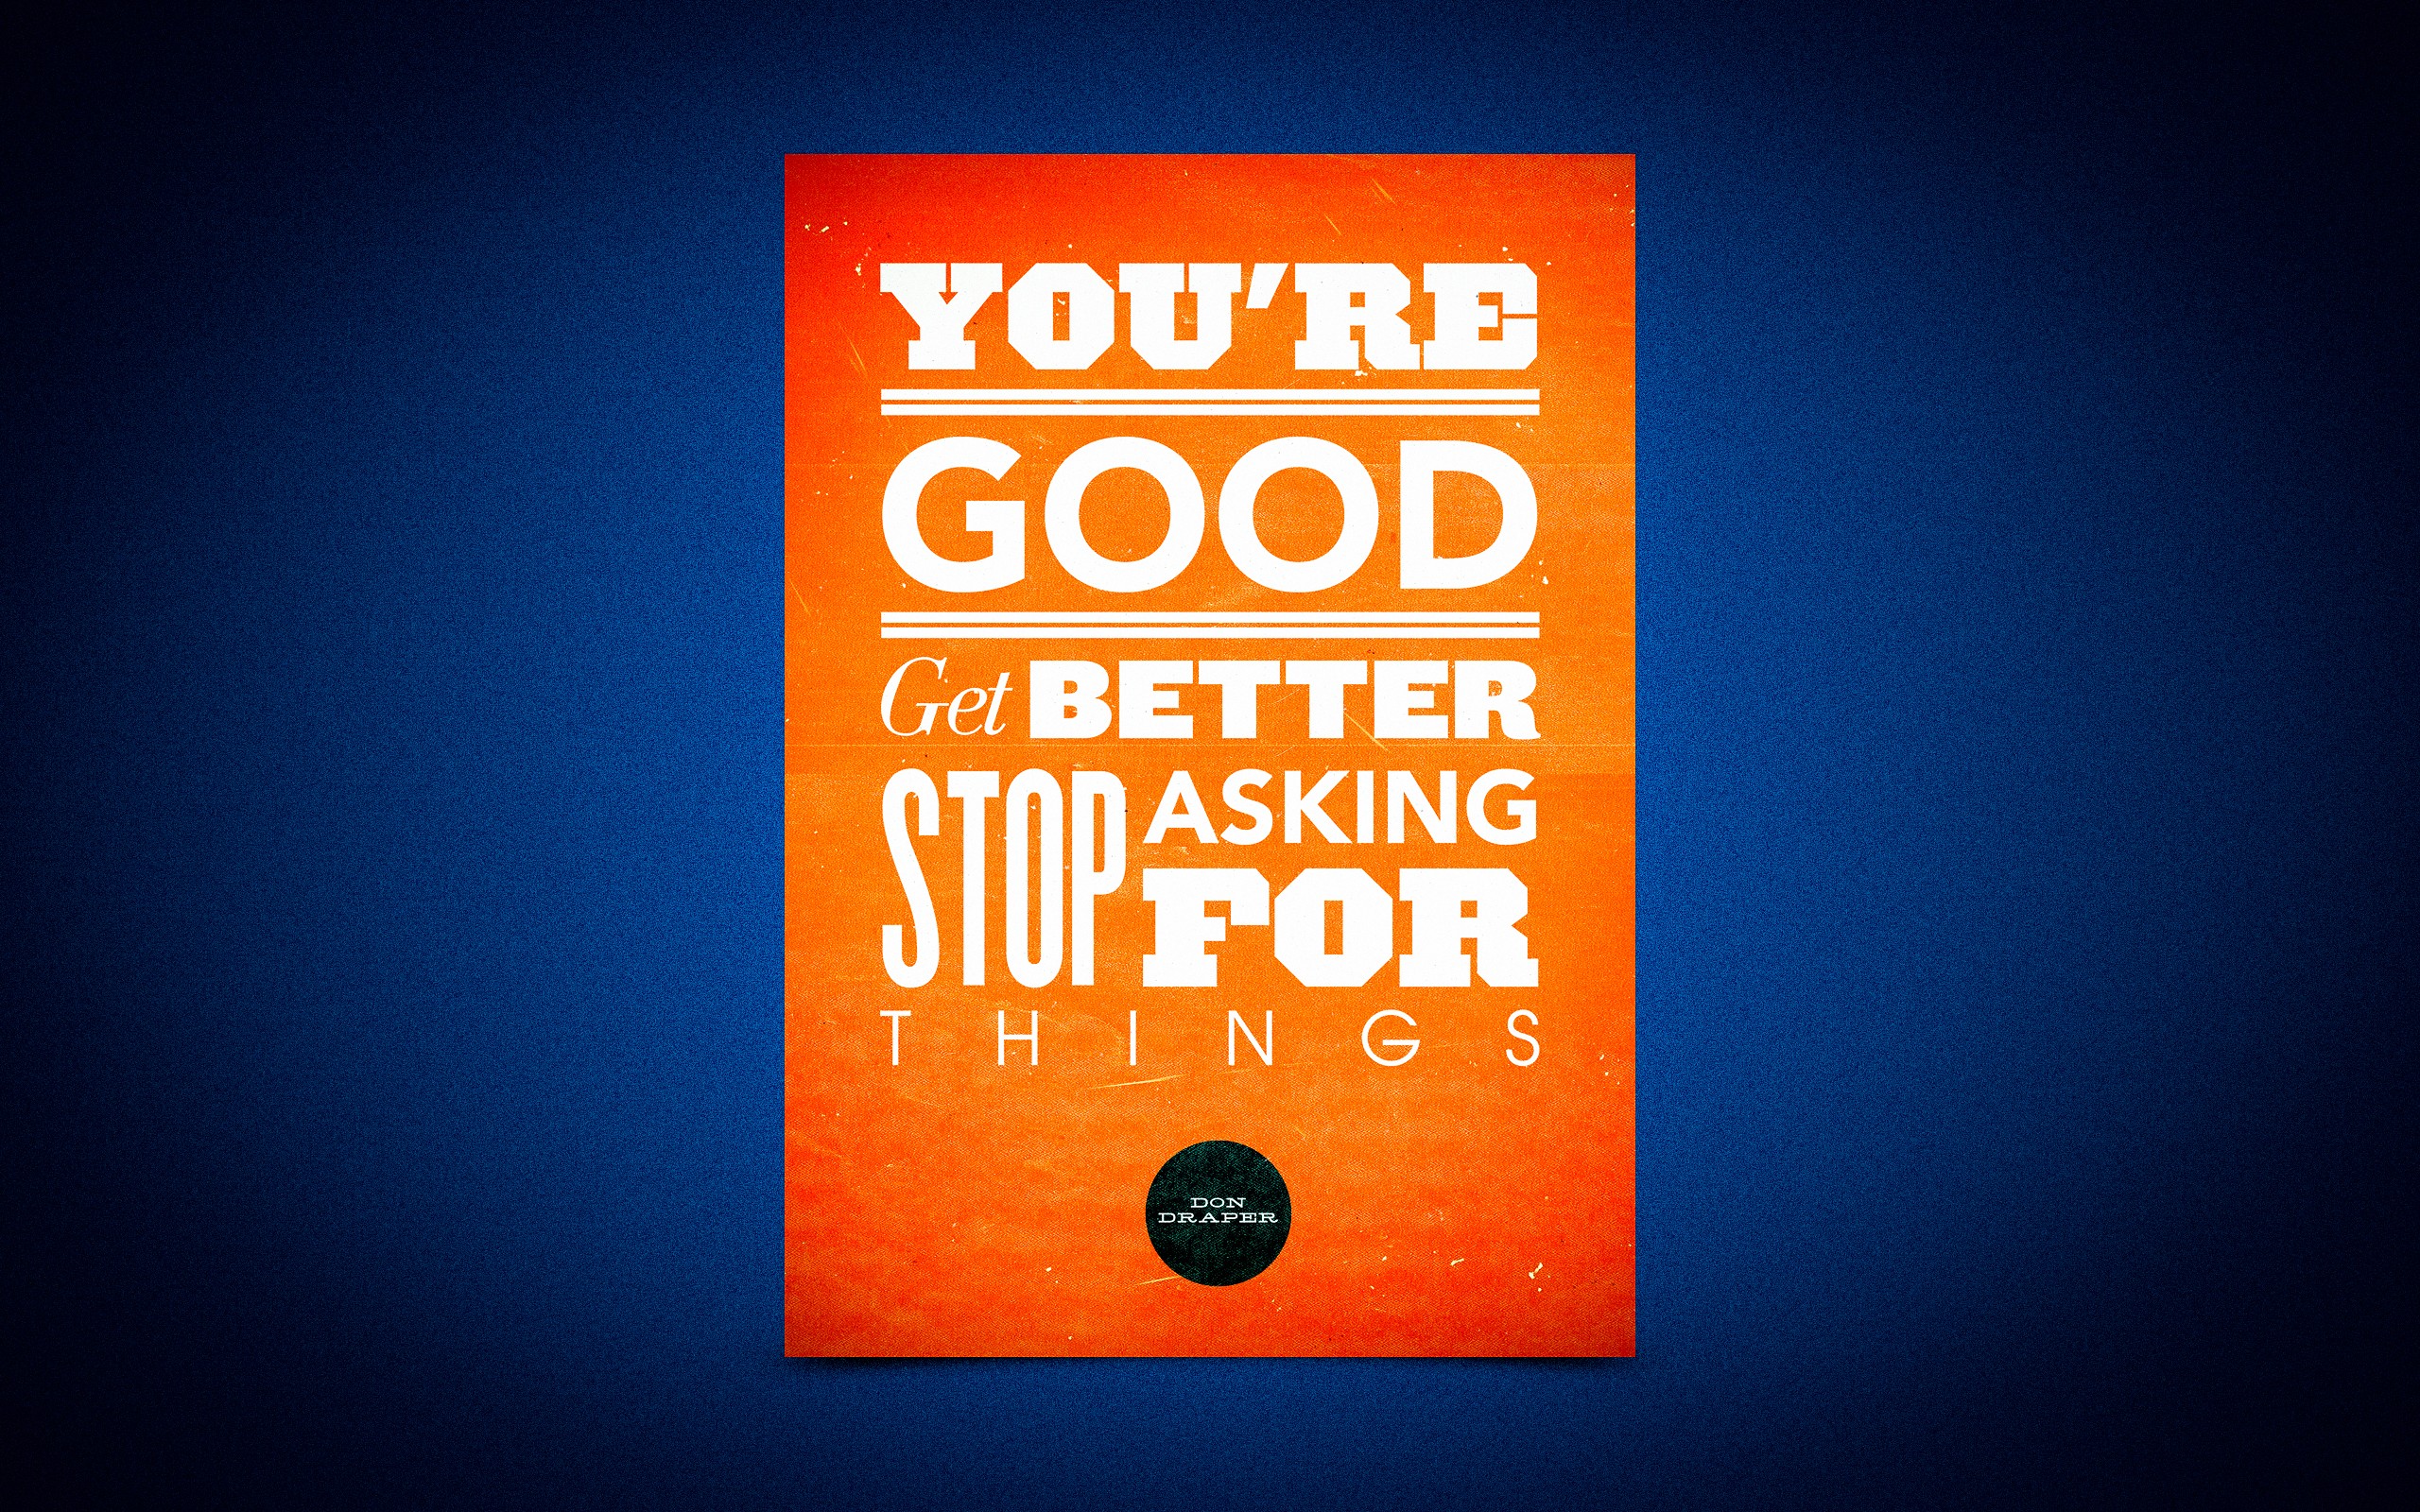 YOU'RE
GOOD
Get BETTER
STOP ASKING
FOR
THINGS
DON
DRAPER